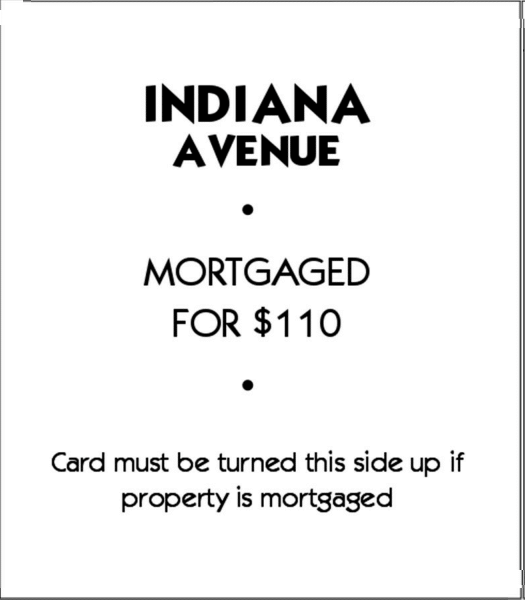 INDIANA
AVENUE
•
MORTGAGED
FOR $110
•
Card must be turned this side up if
property is mortgaged